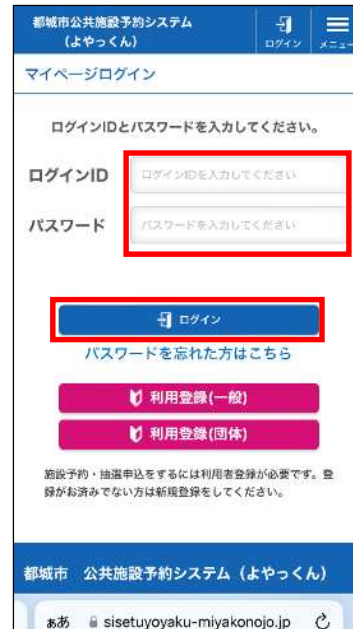 都城市公共施設予約システム
(よやっくん)
ログイン
メニュー
マイページログイン
ログインIDとパスワードを入力してください。
ログインID
ログインIDを入力してください
パスワード
パスワードを入力してください
ログイン
パスワードを忘れた方はこちら
利用登録(一般)
利用登録(団体)
施設予約・抽選申込をするには利用者登録が必要です。登
録がお済みでない方は新規登録をしてください。
都城市 公共施設予約システム(よやっくん)
ぁあ sisetuyoyaku-miyakonojo.jp